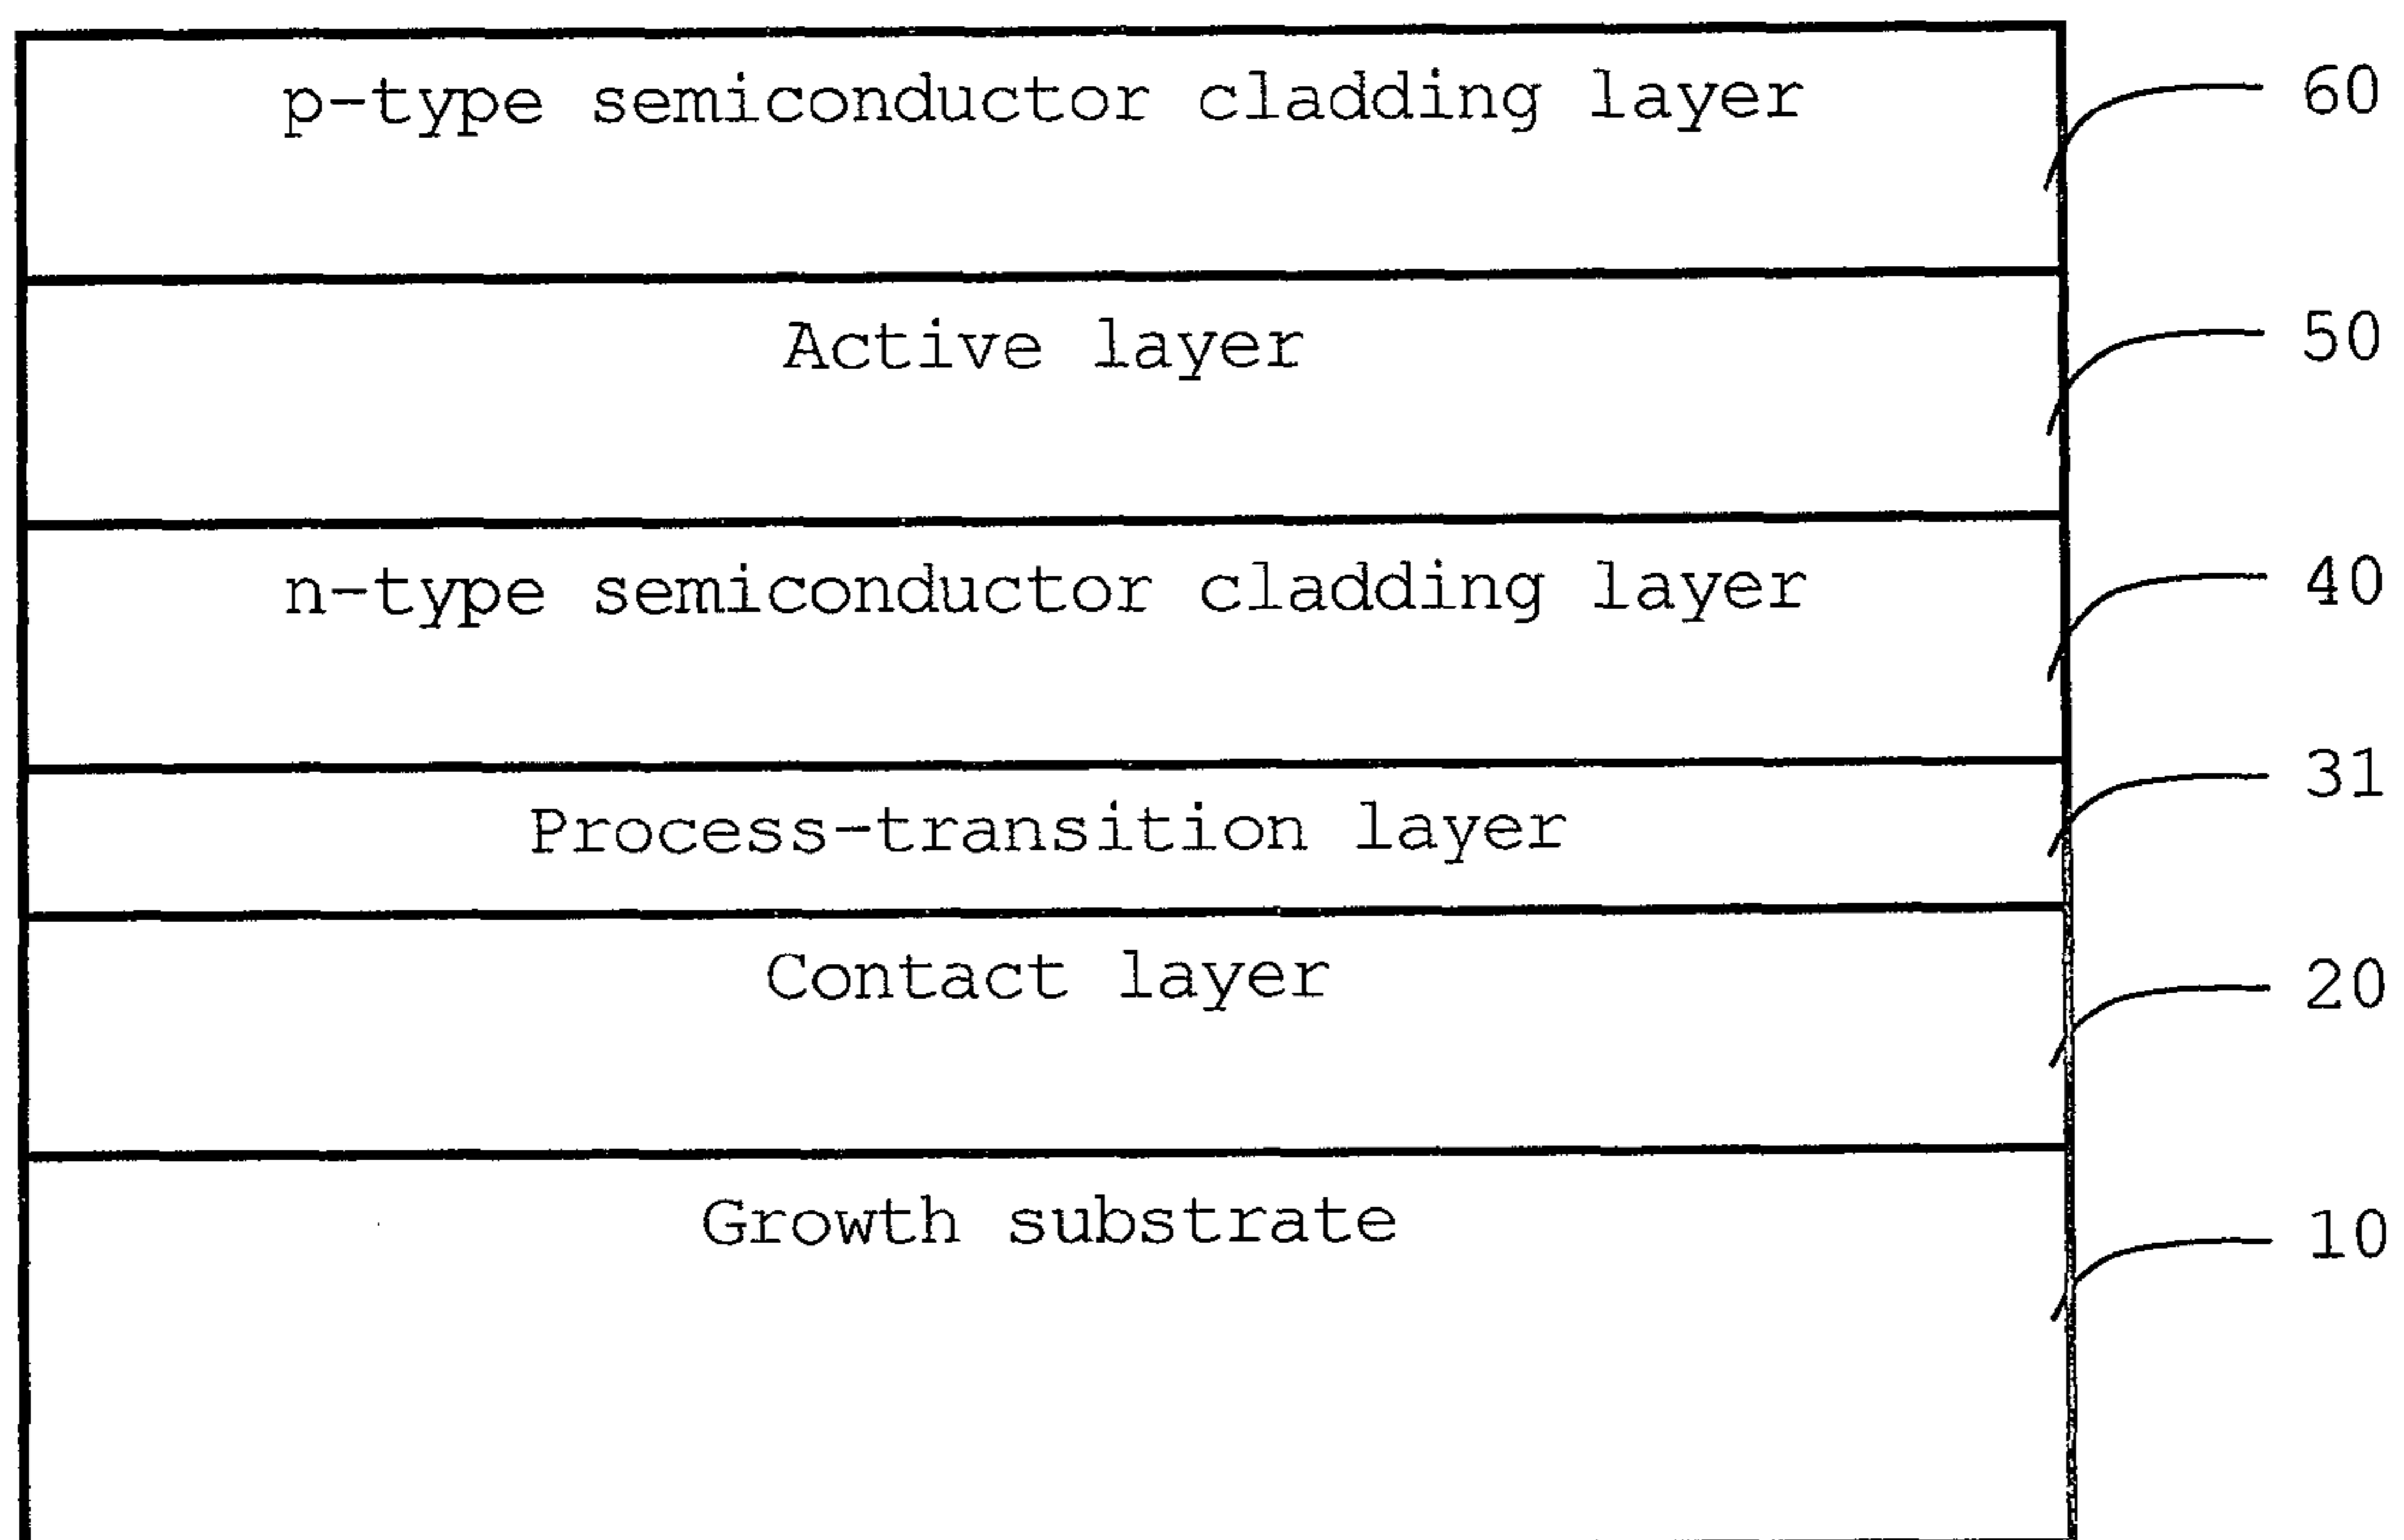 p-type semiconductor cladding layer 60
Active layer 50
n-type semiconductor cladding layer 40
Process-transition layer 31
Contact layer 20
Growth substrate 10